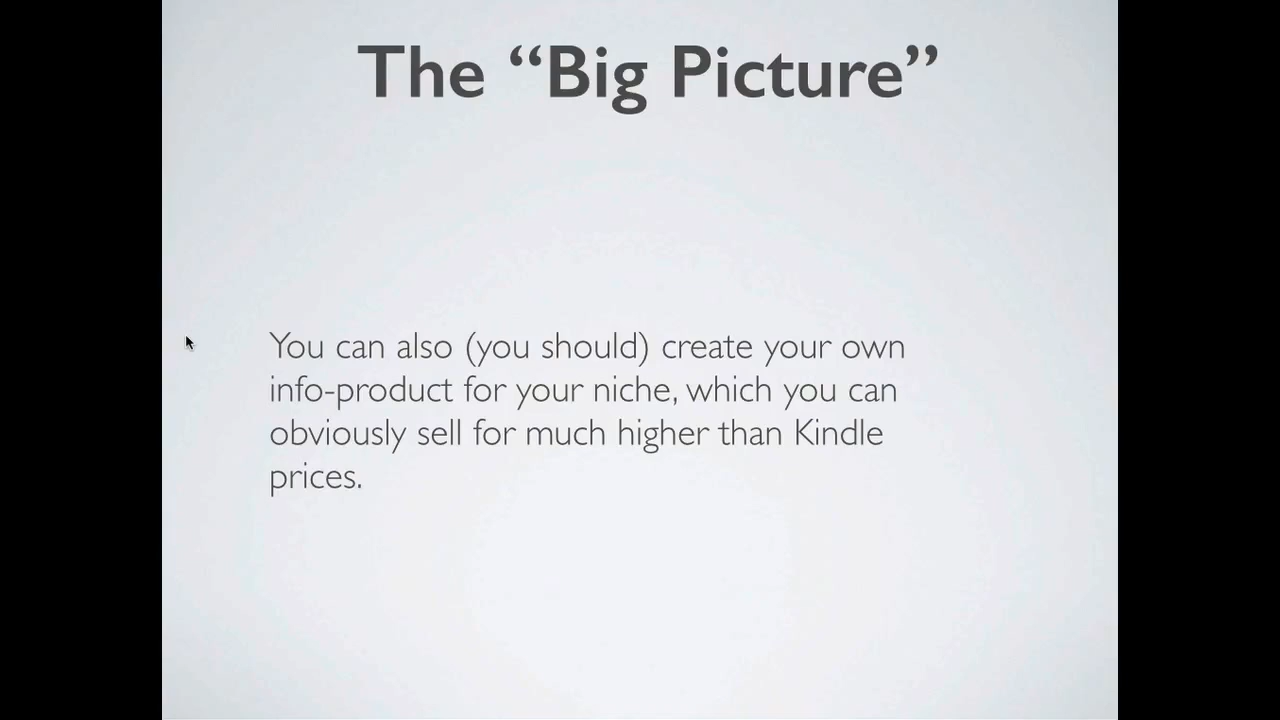 The “Big Picture”
You can also (you should) create your own
info-product for your niche, which you can
obviously sell for much higher than Kindle
prices.